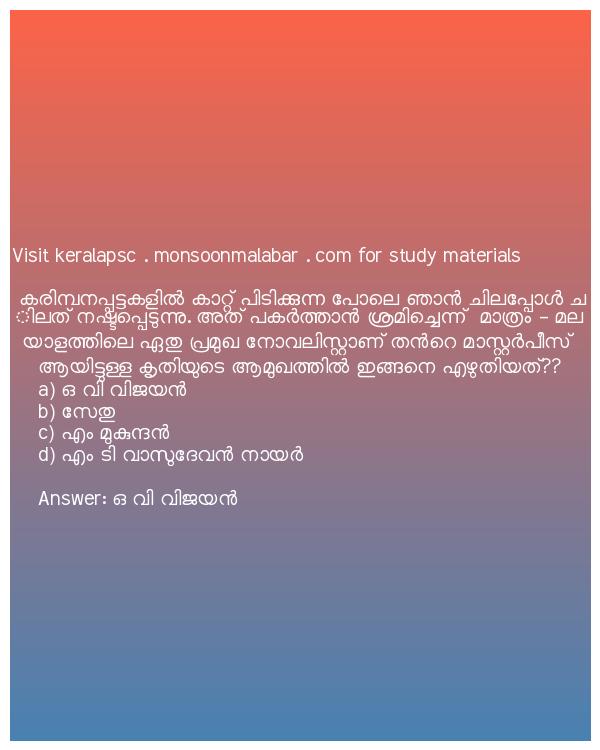 Visit keralapsc . monsoonmalabar . com for study materials
കരിമ്പനപ്പട്ടകളിൽ കാറ്റ് പിടിക്കുന്ന പോലെ ഞാൻ ചിലപ്പോൾ ച
ിലത് നഷ്ടപ്പെടുന്നു. അത് പകർത്താൻ ശ്രമിച്ചെന്ന് മാത്രം – മല
യാളത്തിലെ ഏതു പ്രമുഖ നോവലിസ്റ്റാണ് തൻറെ മാസ്റ്റർപീസ്
ആയിട്ടുള്ള കൃതിയുടെ ആമുഖത്തിൽ ഇങ്ങനെ എഴുതിയത്??
a) ഒ വി വിജയൻ
b) സേതു
c) എം മുകുന്ദൻ
d) എം ടി വാസുദേവൻ നായർ
Answer: ഒ വി വിജയൻ